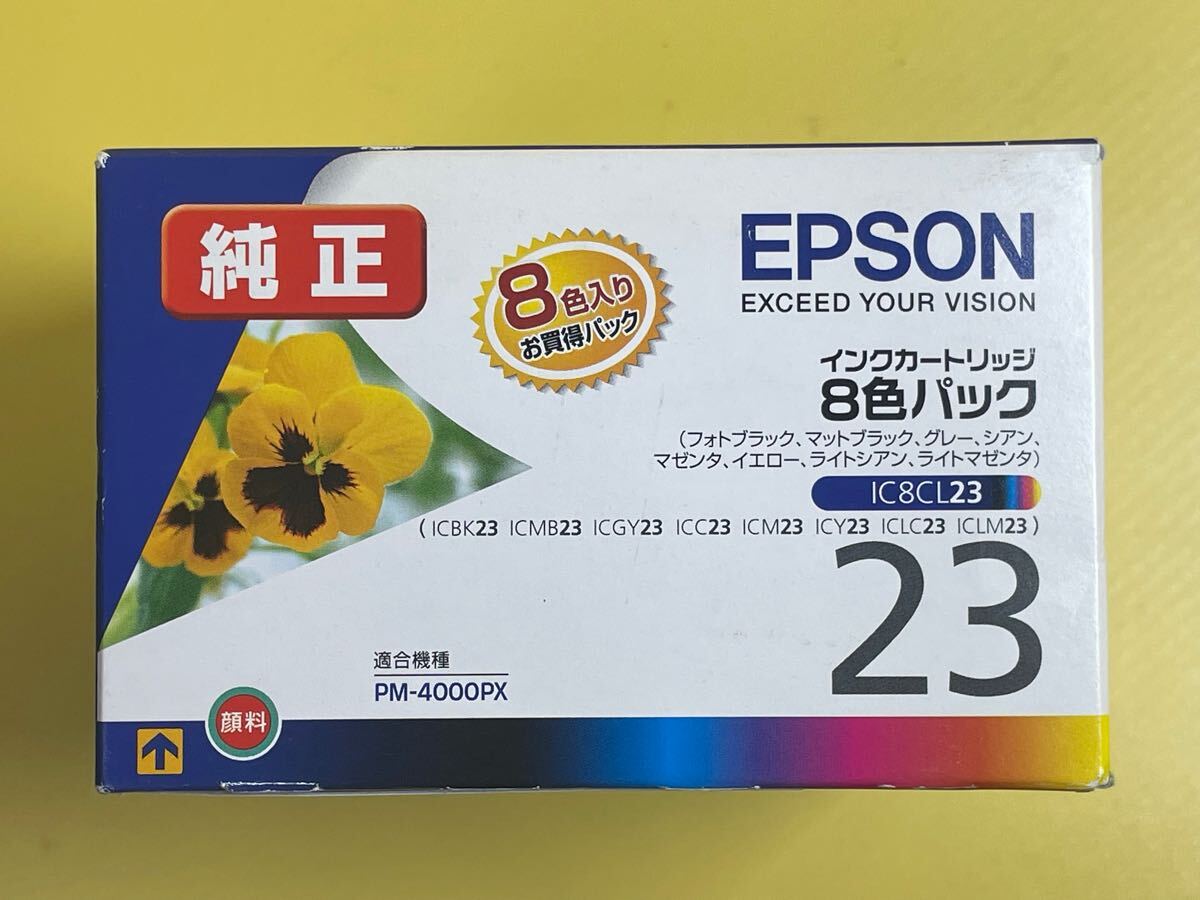 純正
8色入り
お買得パック
EPSON
EXCEED YOUR VISION
インクカートリッジ
8色パック
(フォトブラック、マットブラック、グレー、シアン、
マゼンタ、イエロー、ライトシアン、ライトマゼンタ)
IC8CL23
( ICBK23 ICMB23 ICGY23 ICC23 ICM23 ICY23 ICLC23 ICLM23 )
23
適合機種
PM-4000PX
顔料